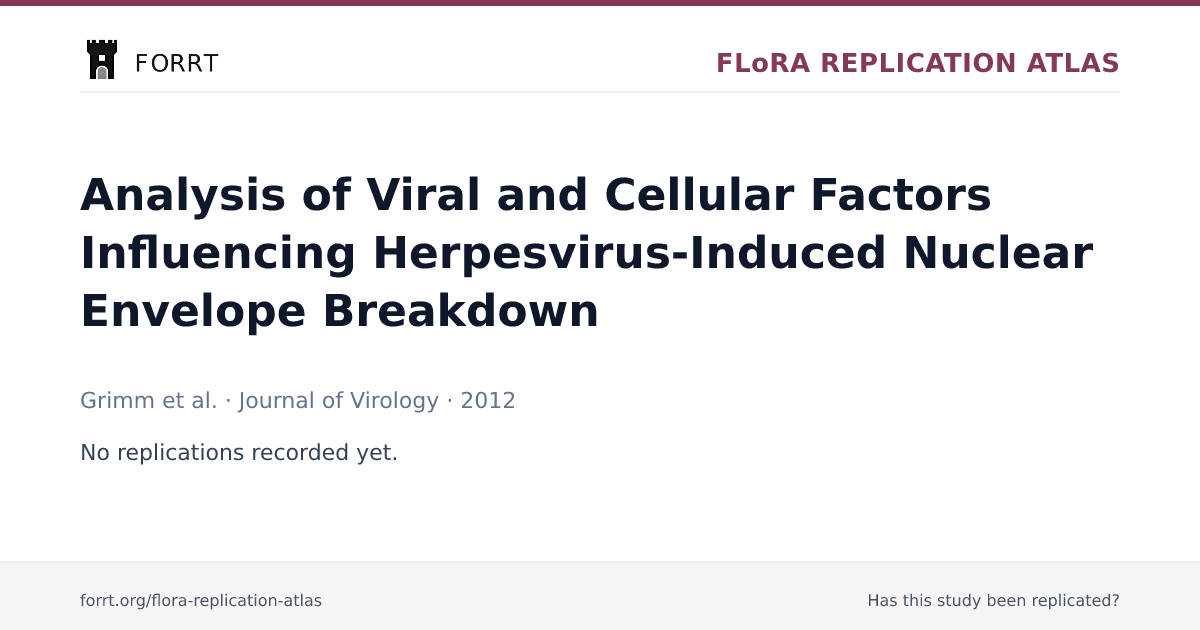 FORRT
FLoRA REPLICATION ATLAS
Analysis of Viral and Cellular Factors
Influencing Herpesvirus-Induced Nuclear
Envelope Breakdown
Grimm et al. · Journal of Virology · 2012
No replications recorded yet.
forrt.org/flora-replication-atlas
Has this study been replicated?